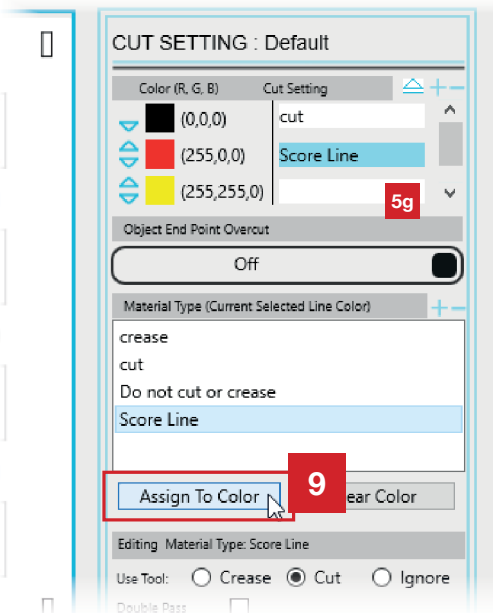 CUT SETTING : Default
Color (R, G, B) Cut Setting
(0,0,0) cut
(255,0,0) Score Line
(255,255,0)
5g
Object End Point Overcut
Off
Material Type (Current Selected Line Color)
crease
cut
Do not cut or crease
Score Line
Assign To Color 9 ear Color
Editing Material Type: Score Line
Use Tool: Crease Cut Ignore
Double Pass